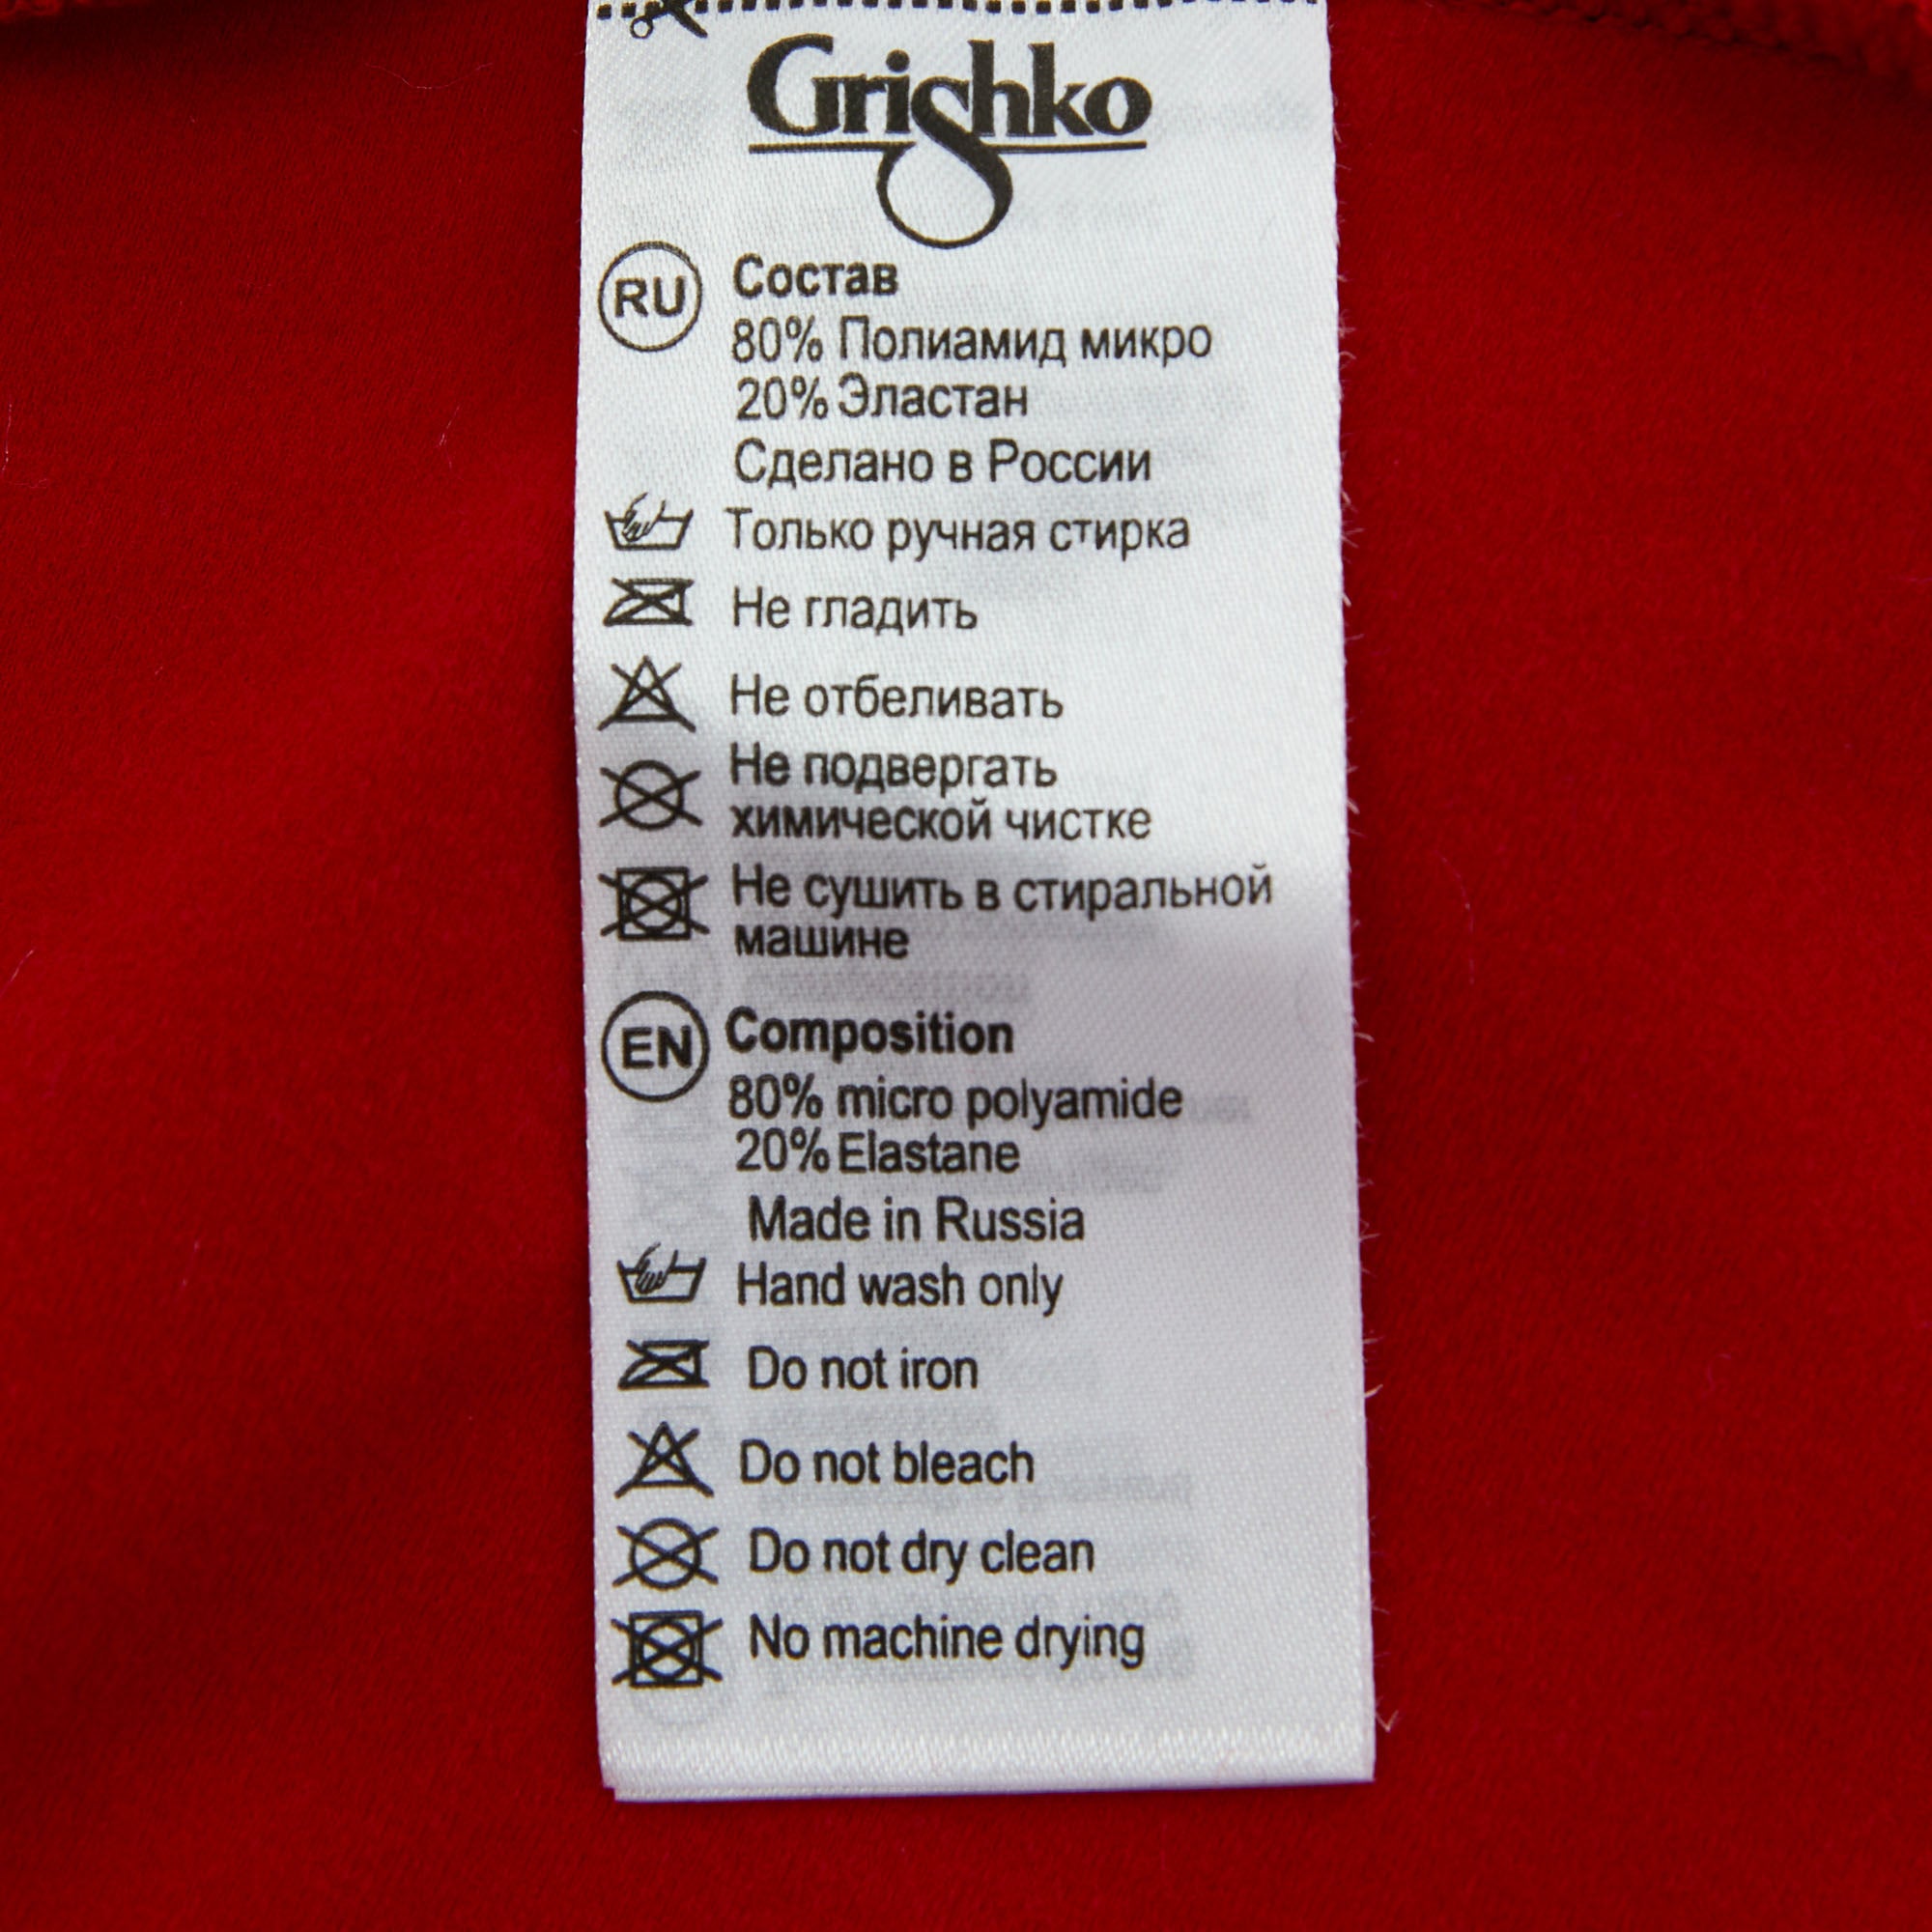 Grishko
RU
Состав
80% Полиамид микро
20% Эластан
Сделано в России
Только ручная стирка
Не гладить
Не отбеливать
Не подвергать
химической чистке
Не сушить в стиральной
машине
EN
Composition
80% micro polyamide
20% Elastane
Made in Russia
Hand wash only
Do not iron
Do not bleach
Do not dry clean
No machine drying